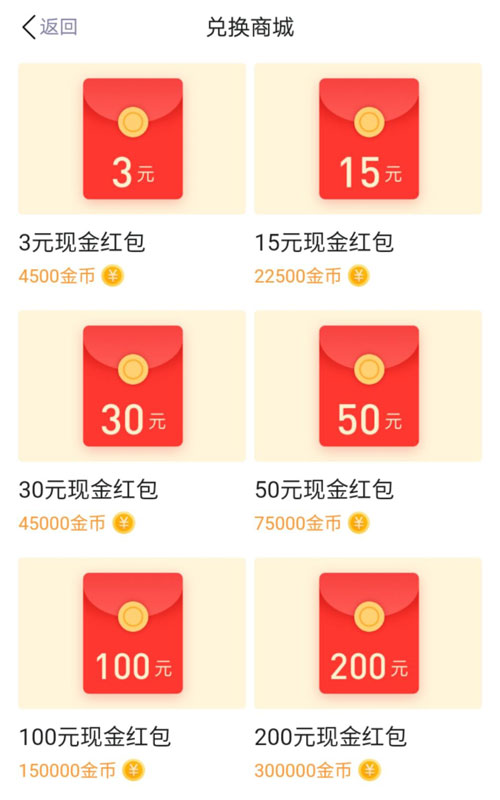 返回
兑换商城
3元
15元
3元现金红包
15元现金红包
4500金币 ¥
22500金币 ¥
30元
50元
30元现金红包
50元现金红包
45000金币 ¥
75000金币 ¥
100元
200元
100元现金红包
200元现金红包
150000金币 ¥
300000金币 ¥